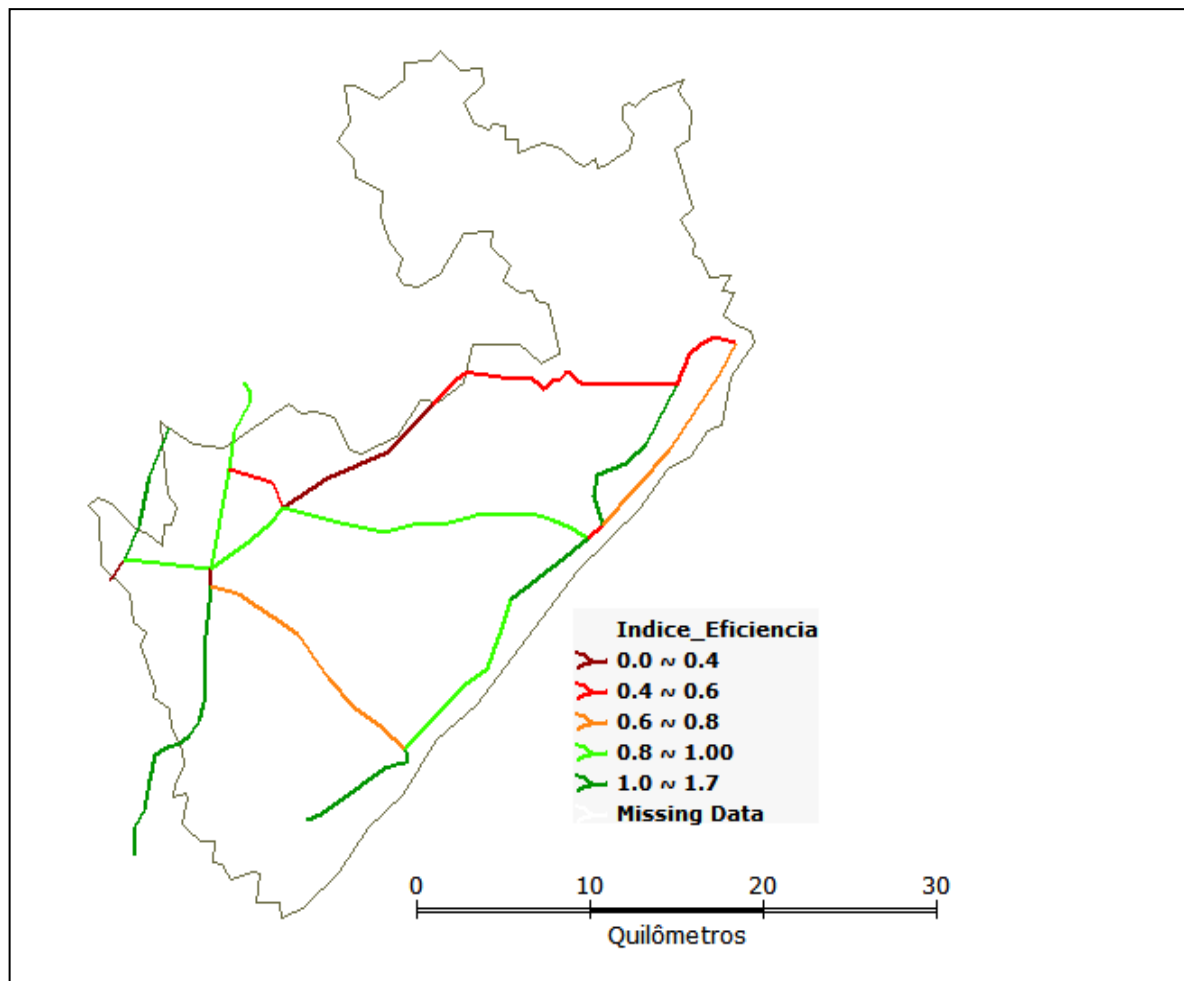 Indice_Eficiencia
0.0 ~ 0.4
0.4 ~ 0.6
0.6 ~ 0.8
0.8 ~ 1.00
1.0 ~ 1.7
Missing Data
0 10 20 30
Quilômetros